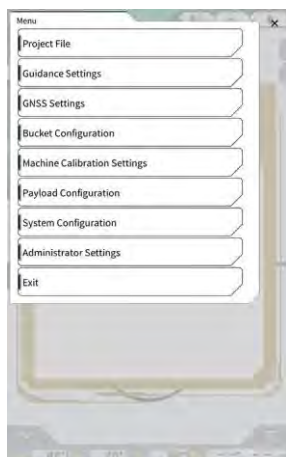 Menu
×
Project File
Guidance Settings
GNSS Settings
Bucket Configuration
Machine Calibration Settings
Payload Configuration
System Configuration
Administrator Settings
Exit